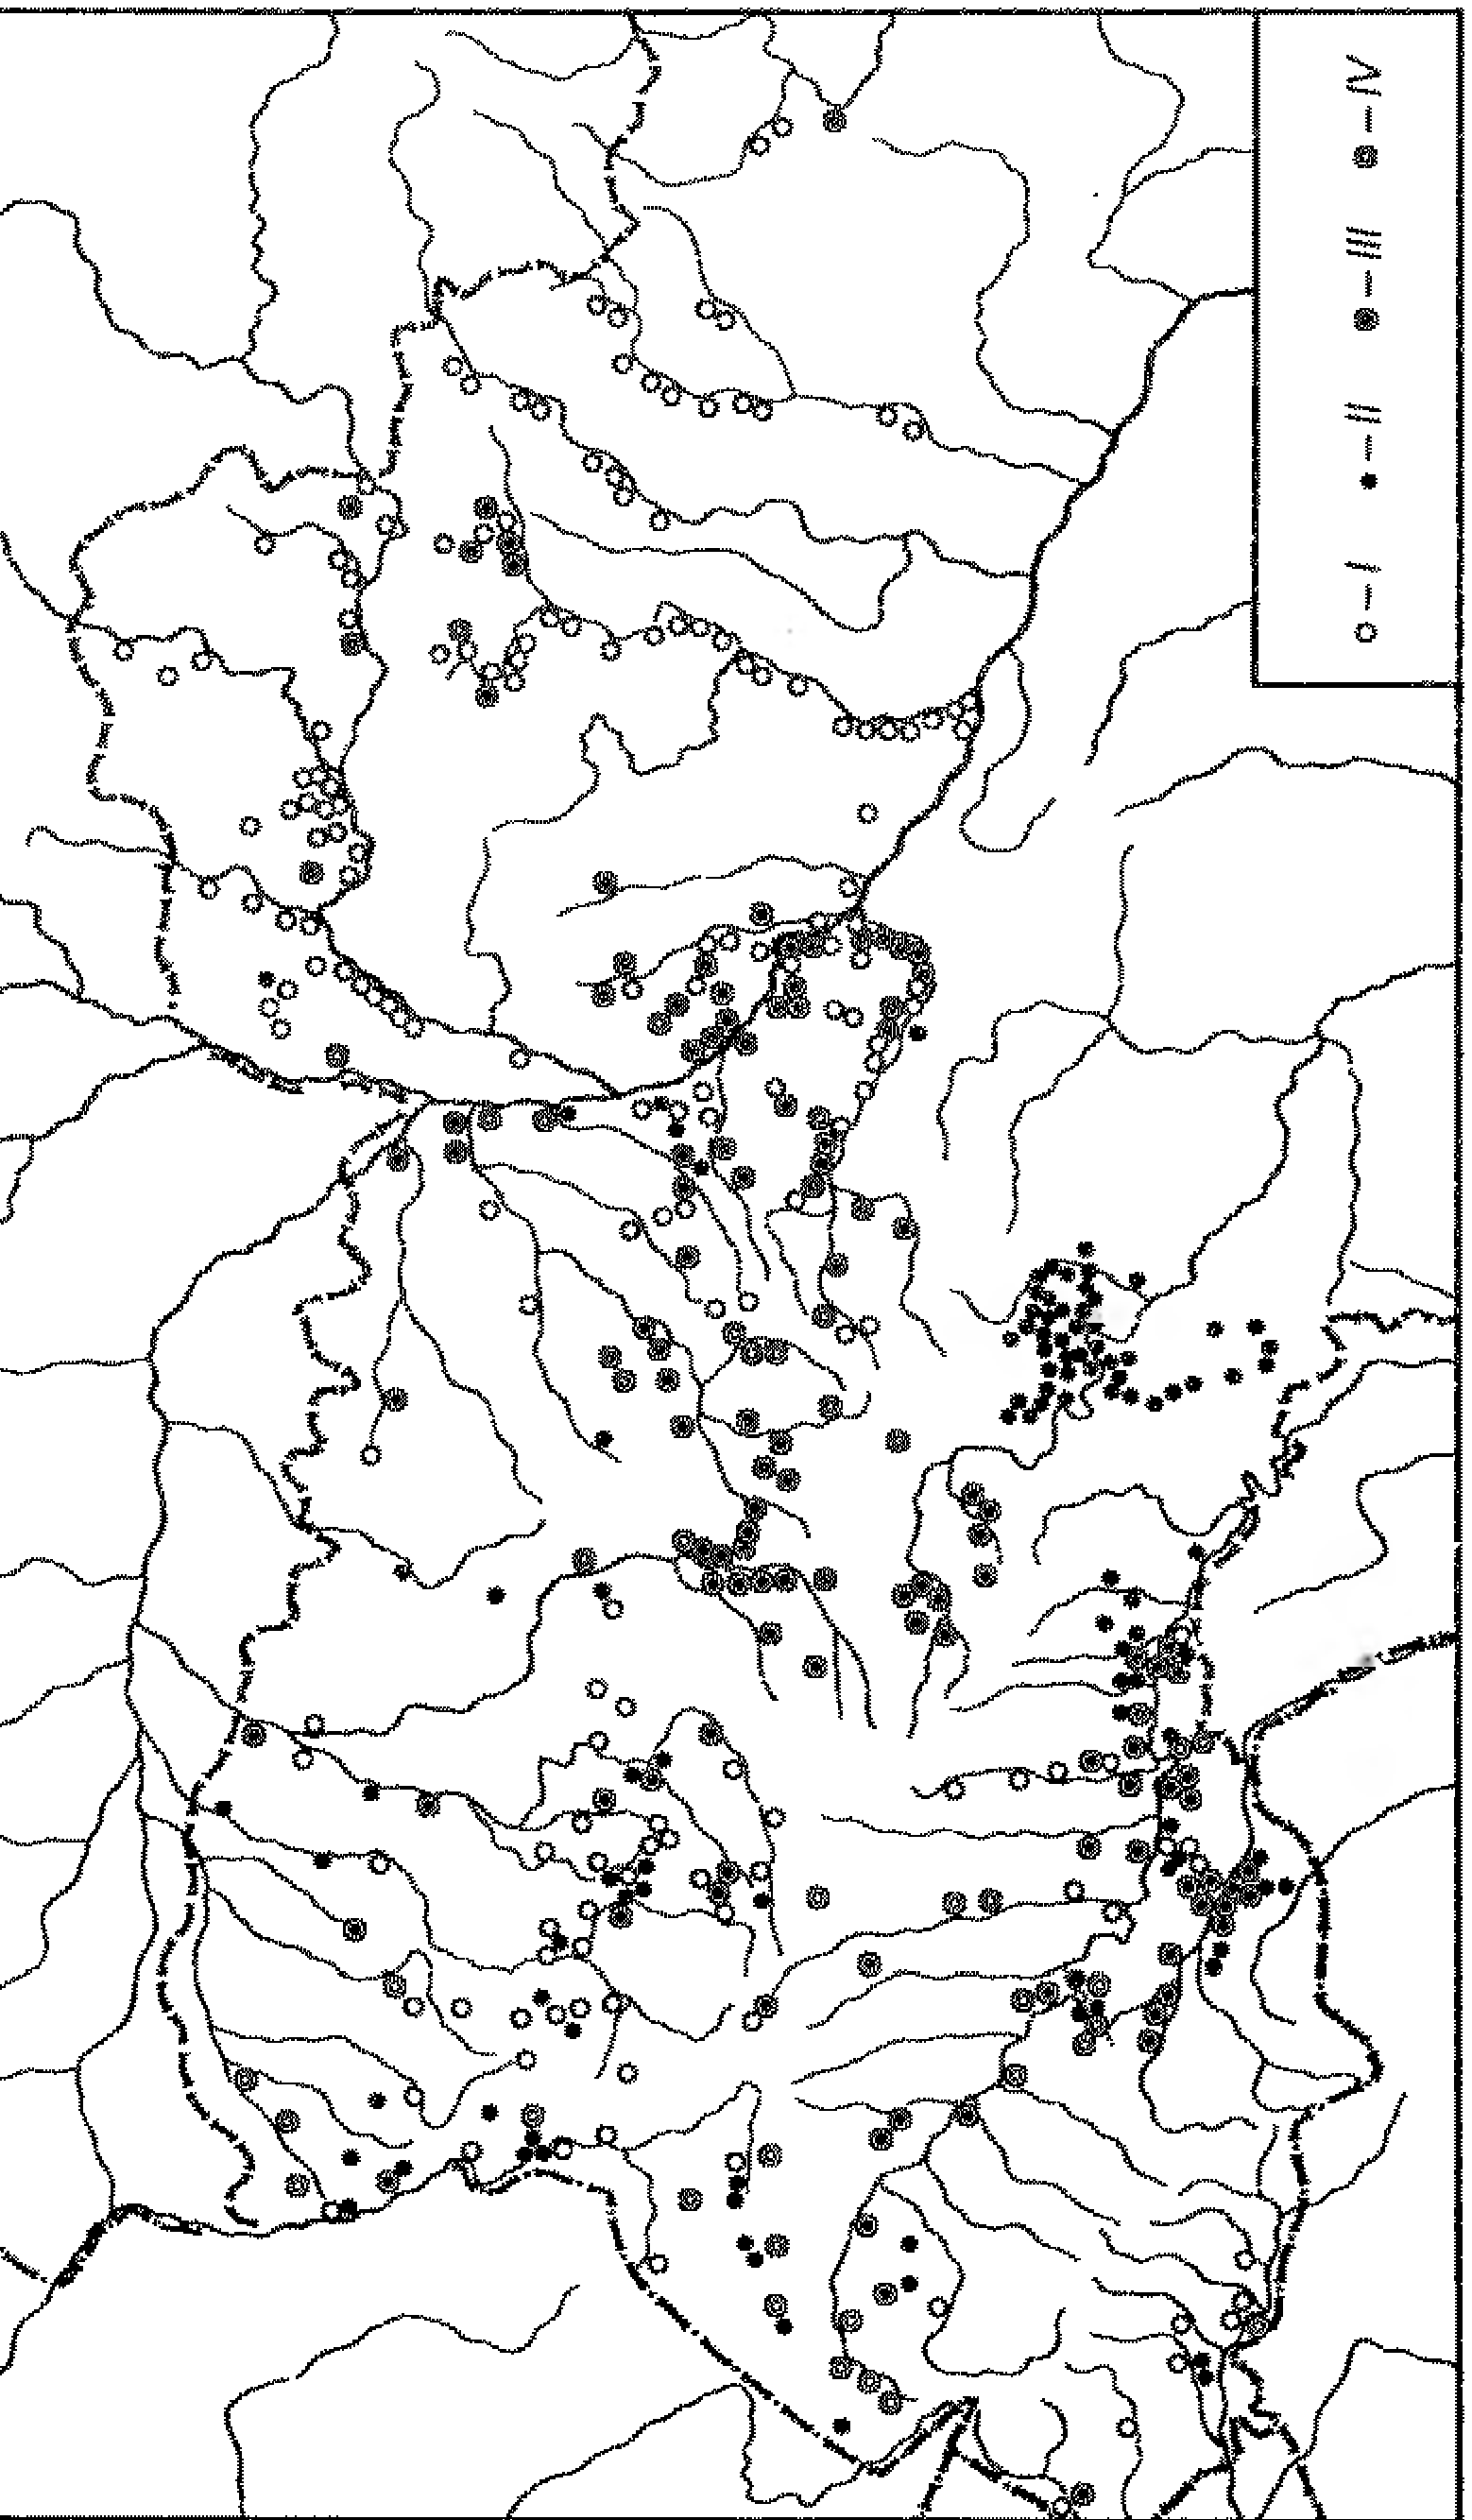 – I
– II
– III
– IV